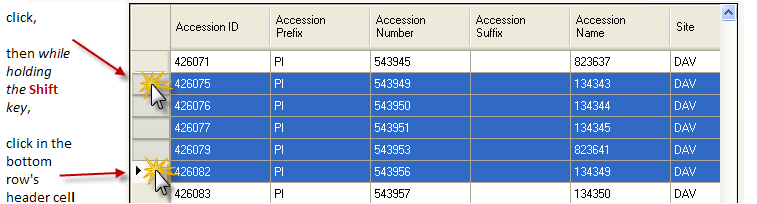 click,
then while
holding
the Shift
key,
click in the
bottom
row's
header cell
Accession ID Accession Prefix Accession Number Accession Suffix Accession Name Site
426071 PI 543945 823637 DAV
426075 PI 543949 134343 DAV
426076 PI 543950 134344 DAV
426077 PI 543951 134345 DAV
426079 PI 543953 823641 DAV
426082 PI 543956 134349 DAV
426083 PI 543957 134350 DAV